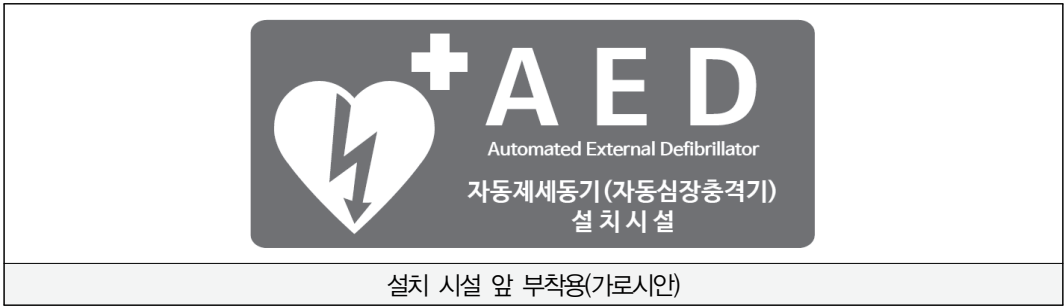 A E D
Automated External Defibrillator
자동제세동기(자동심장충격기)
설 치 시 설
설치 시설 앞 부착용(가로시안)